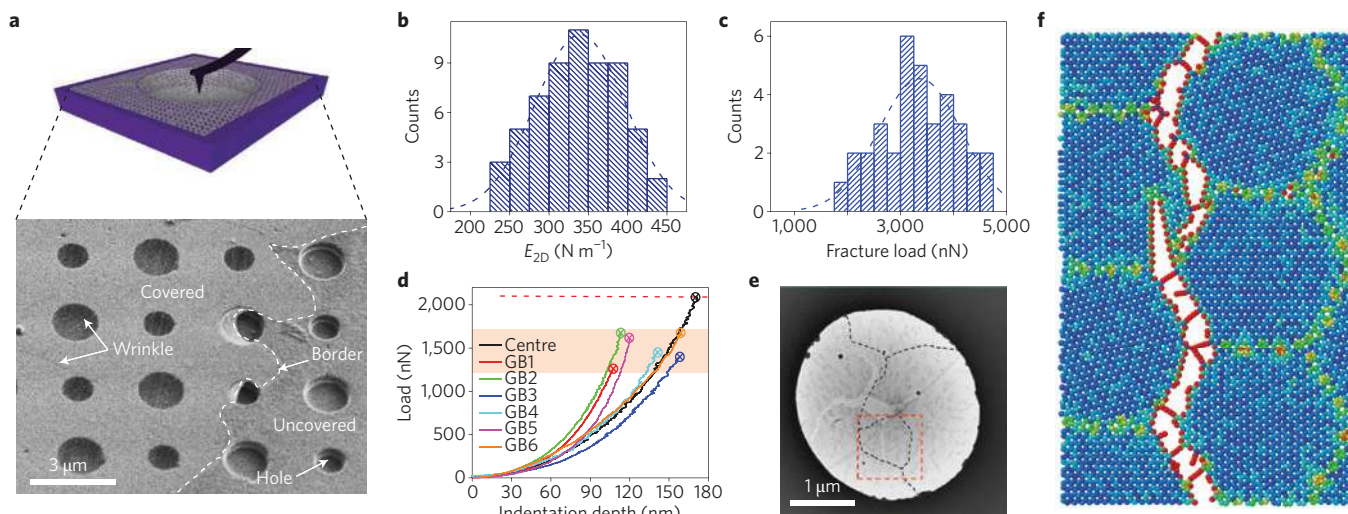 a
Covered
Wrinkle
Border
Uncovered
Hole
3 μm
b
Counts
9
6
3
0
200
250
300
350
400
450
E2D (N m−1)
c
Counts
6
4
2
0
1,000
3,000
5,000
Fracture load (nN)
d
Load (nN)
2,000
1,500
1,000
500
0
Centre
GB1
GB2
GB3
GB4
GB5
GB6
0
30
60
90
120
150
180
Indentation depth (nm)
e
1 μm
f